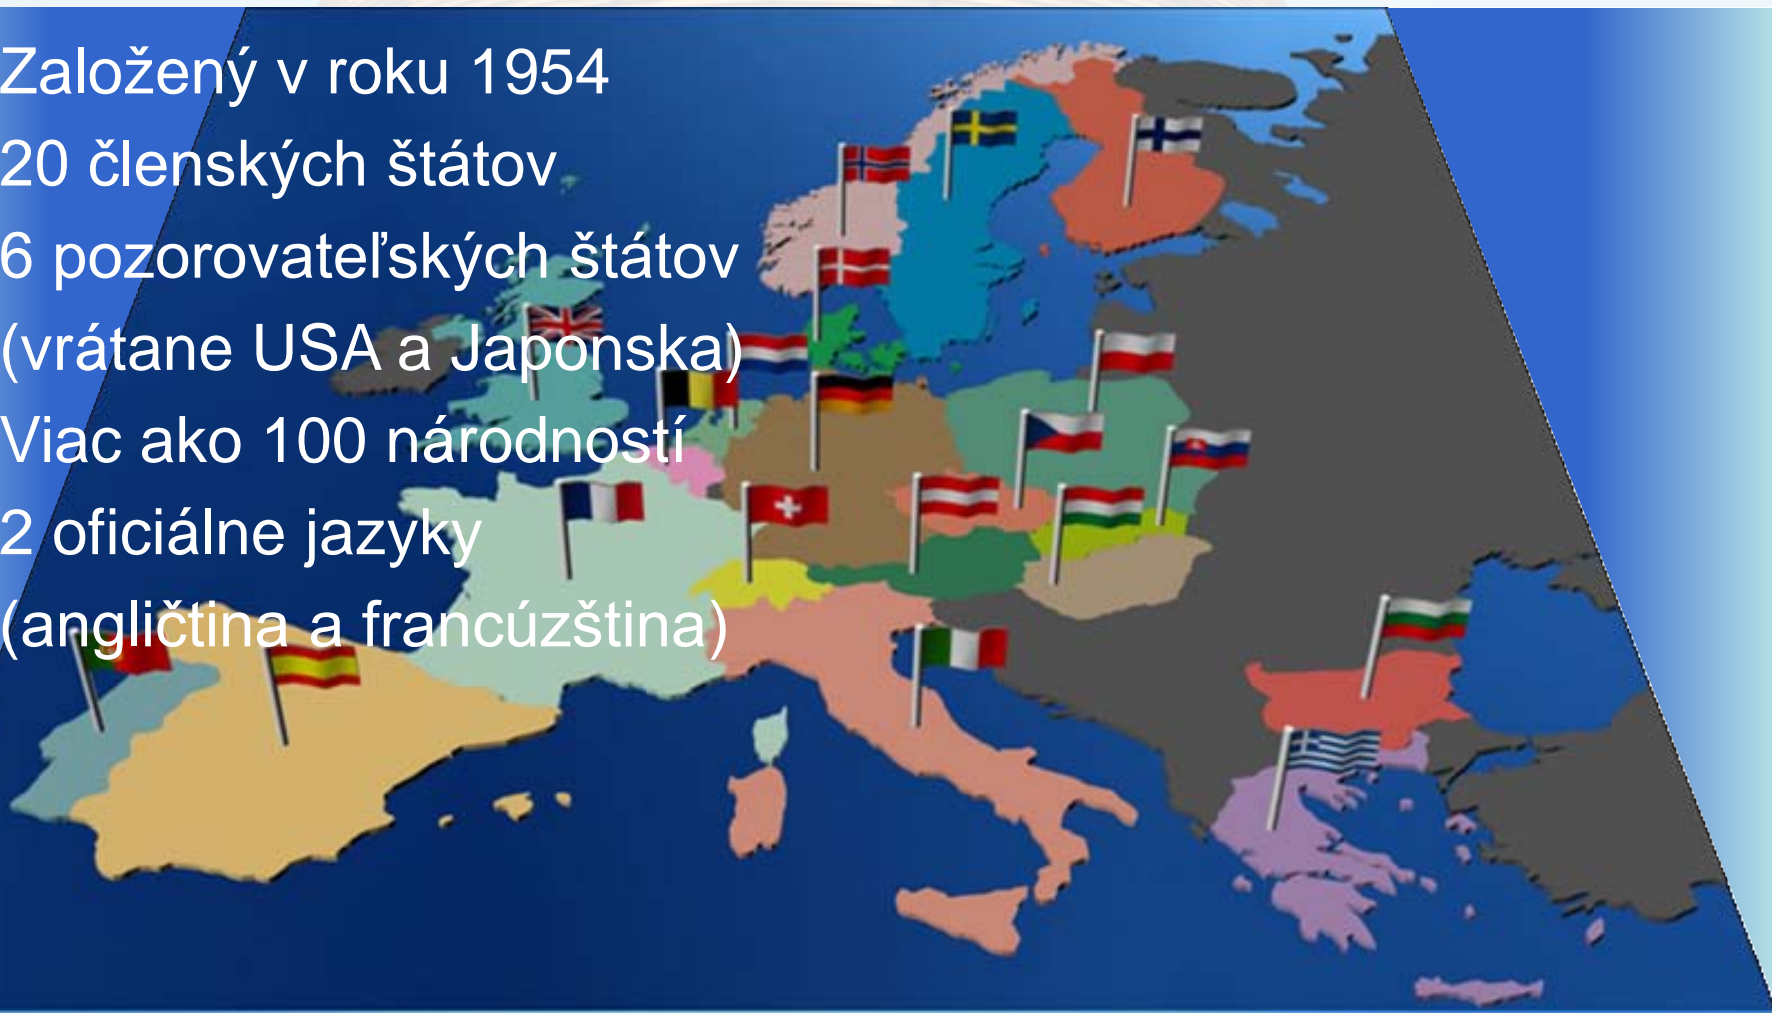 Založený v roku 1954
20 členských štátov
6 pozorovateľských štátov
(vrátane USA a Japonska)
Viac ako 100 národností
2 oficiálne jazyky
(angličtina a francúzština)